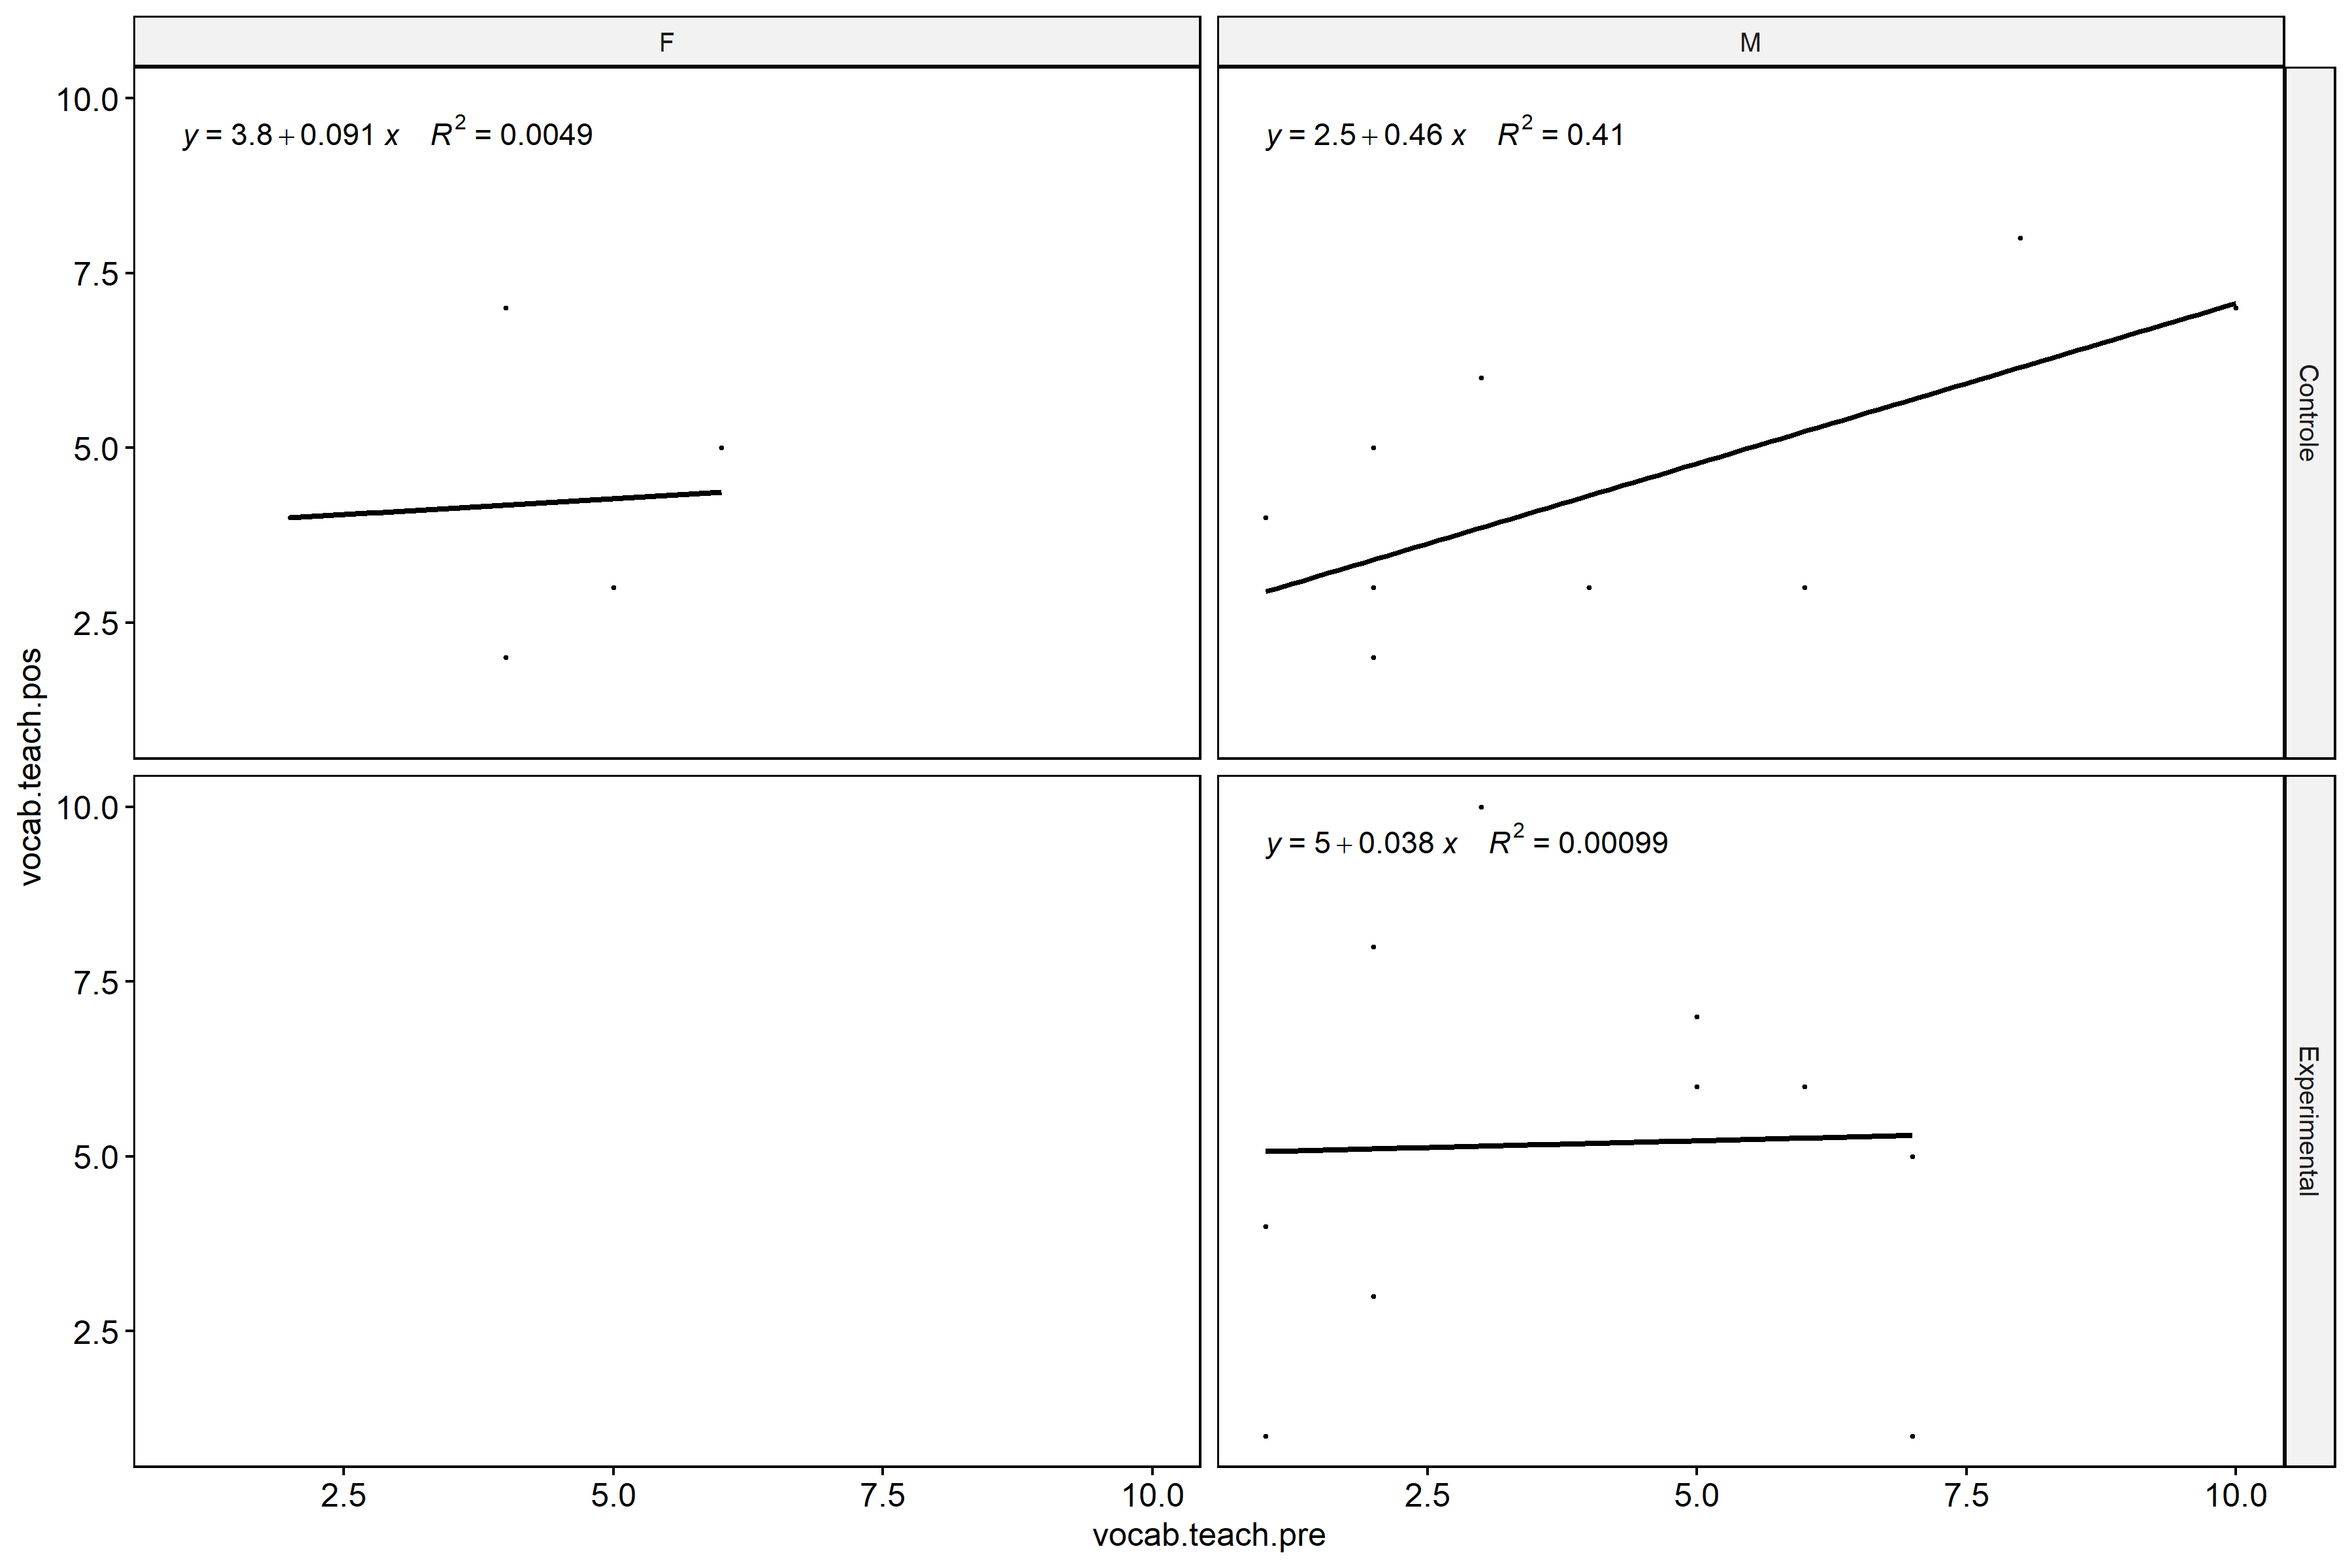 F
M
y = 3.8 + 0.091 x R² = 0.0049
y = 2.5 + 0.46 x R² = 0.41
10.0
7.5
5.0
2.5
Controle
y = 5 + 0.038 x R² = 0.00099
10.0
7.5
5.0
2.5
Experimental
vocab.teach.pos
2.5 5.0 7.5 10.0
2.5 5.0 7.5 10.0
vocab.teach.pre